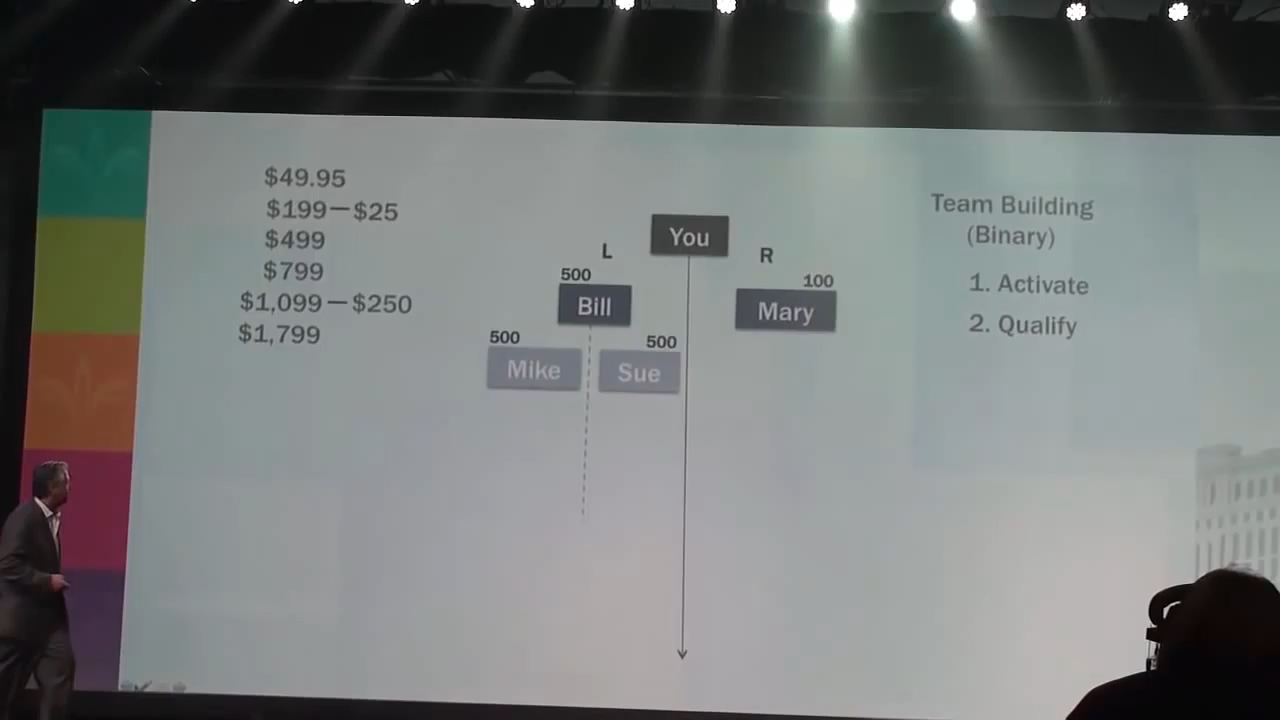 $49.95
$199—$25
$499
$799
$1,099—$250
$1,799
You
L
R
500
Bill
100
Mary
500
Mike
500
Sue
Team Building
(Binary)
1. Activate
2. Qualify